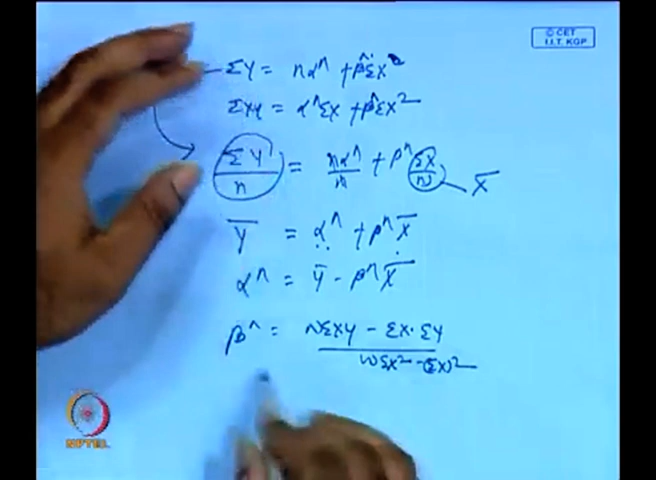 © CET
I.I.T. KGP
ΣY = nα^ + β^ΣX
ΣXY = α^ΣX + β^ΣX²
ΣY/n = nα^/n + β^ ΣX/n — X̄
Ȳ = α^ + β^X̄
α^ = Ȳ - β^X̄
β^ = NΣXY - ΣX·ΣY / NΣX² - (ΣX)²
NPTEL